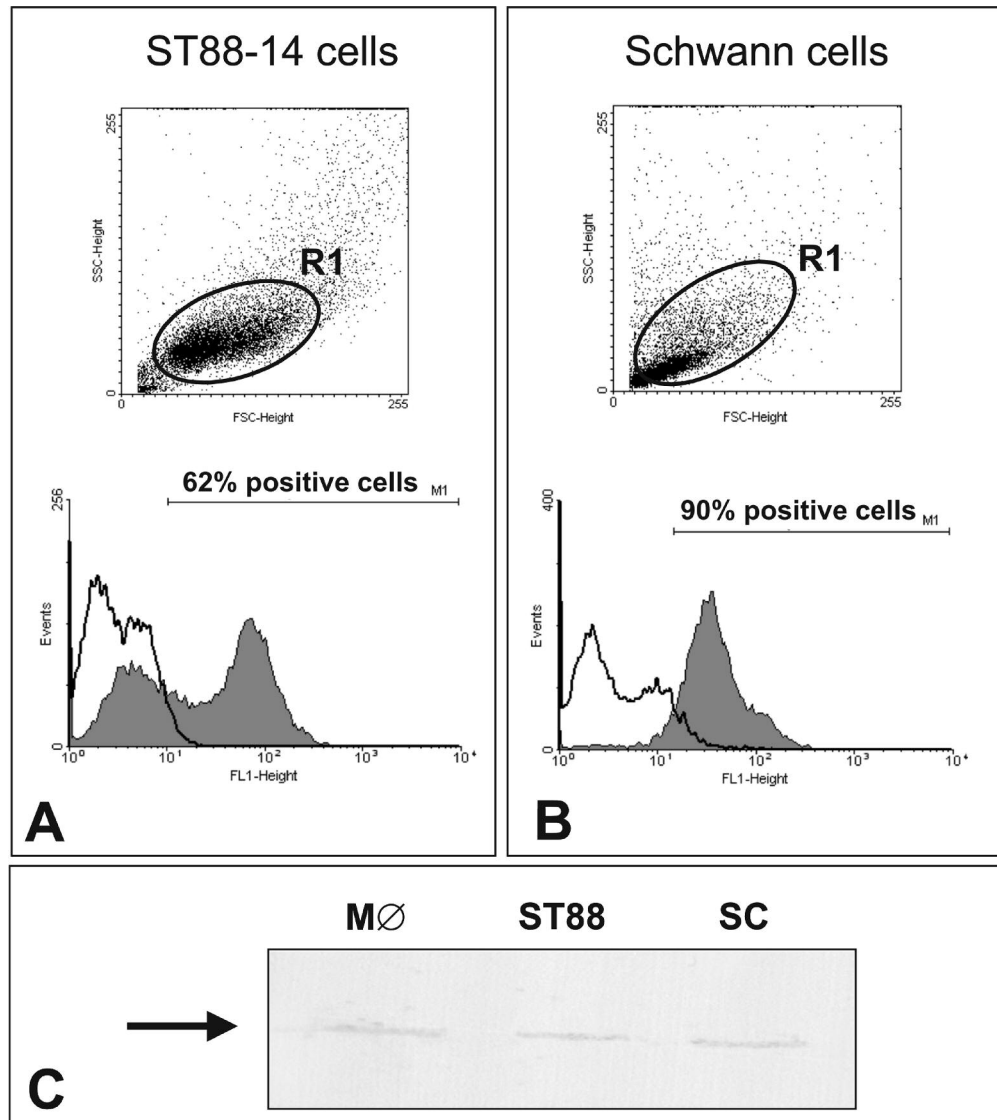 ST88-14 cells
255
SSC-Height
R1
0
0
FSC-Height
255
62% positive cells M1
256
Events
0
10⁰ 10¹ 10² 10³ 10⁴
FL1-Height
A
Schwann cells
255
SSC-Height
R1
0
0
FSC-Height
255
90% positive cells M1
400
Events
0
10⁰ 10¹ 10² 10³ 10⁴
FL1-Height
B
M∅ ST88 SC
C